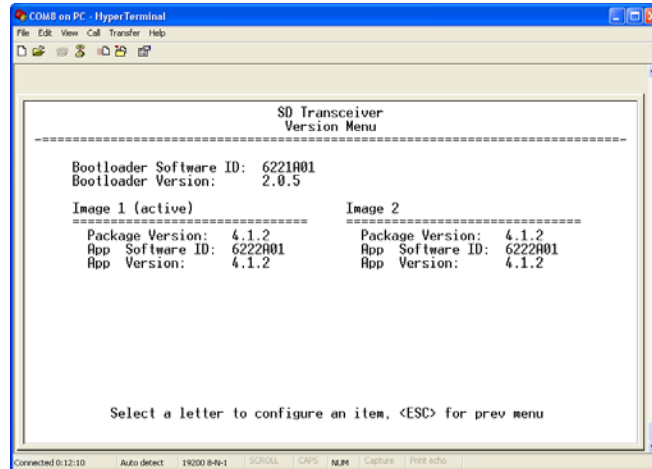 COM8 on PC - HyperTerminal
File Edit View Call Transfer Help
SD Transceiver
Version Menu
-==============================================================================-
Bootloader Software ID: 6221A01
Bootloader Version: 2.0.5
Image 1 (active) Image 2
================================ ================================
Package Version: 4.1.2 Package Version: 4.1.2
App Software ID: 6222A01 App Software ID: 6222A01
App Version: 4.1.2 App Version: 4.1.2
Select a letter to configure an item, <ESC> for prev menu
Connected 0:12:10 Auto detect 19200 8-N-1 SCROLL CAPS NUM Capture Print echo